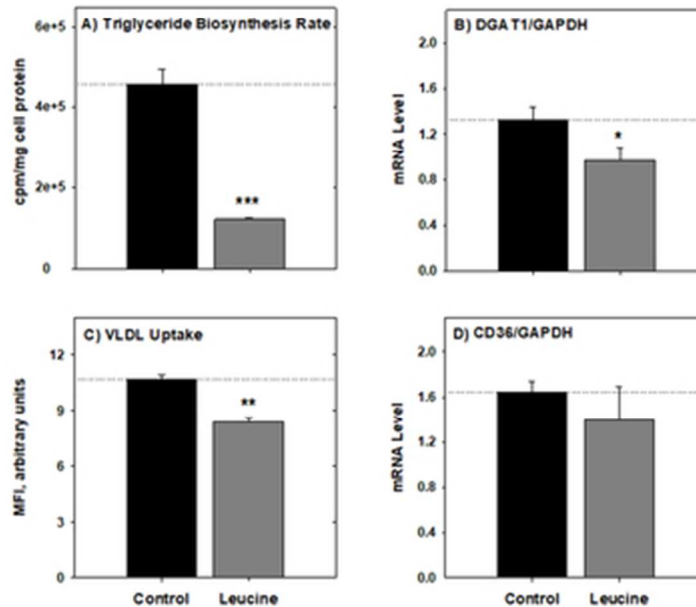 A) Triglyceride Biosynthesis Rate
cpm/mg cell protein
6e+5
4e+5
2e+5
0
***
B) DGAT1/GAPDH
mRNA Level
2.0
1.6
1.2
0.8
0.4
0.0
*
C) VLDL Uptake
MFI, arbitrary units
12
9
6
3
0
**
Control Leucine
D) CD36/GAPDH
mRNA Level
2.0
1.6
1.2
0.8
0.4
0.0
Control Leucine